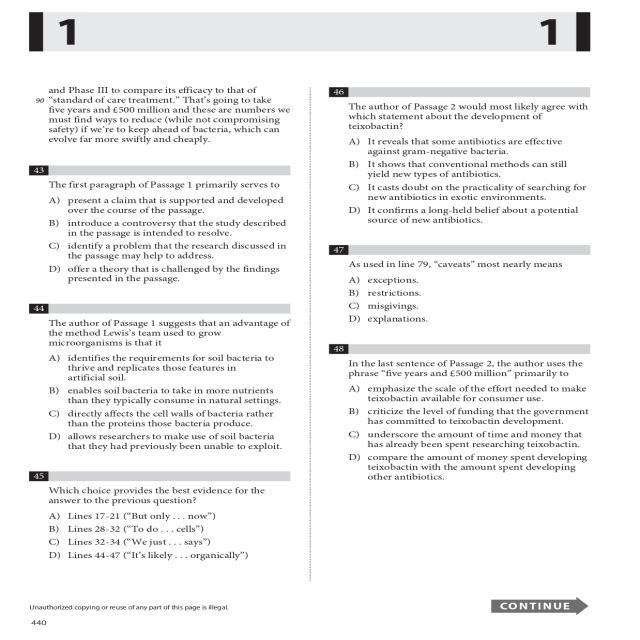 1
1
and Phase III to compare its efficacy to that of
90 “standard of care treatment.” That’s going to take
five years and £500 million and these are numbers we
must find ways to reduce (while not compromising
safety) if we’re to keep ahead of bacteria, which can
evolve far more swiftly and cheaply.
43
The first paragraph of Passage 1 primarily serves to
A) present a claim that is supported and developed
over the course of the passage.
B) introduce a controversy that the study described
in the passage is intended to resolve.
C) identify a problem that the research discussed in
the passage may help to address.
D) offer a theory that is challenged by the findings
presented in the passage.
44
The author of Passage 1 suggests that an advantage of
the method Lewis’s team used to grow
microorganisms is that it
A) identifies the requirements for soil bacteria to
thrive and replicates those features in
artificial soil.
B) enables soil bacteria to take in more nutrients
than they typically consume in natural settings.
C) directly affects the cell walls of bacteria rather
than the proteins those bacteria produce.
D) allows researchers to make use of soil bacteria
that they had previously been unable to exploit.
45
Which choice provides the best evidence for the
answer to the previous question?
A) Lines 17-21 (“But only . . . now”)
B) Lines 28-32 (“To do . . . cells”)
C) Lines 32-34 (“We just . . . says”)
D) Lines 44-47 (“It’s likely . . . organically”)
46
The author of Passage 2 would most likely agree with
which statement about the development of
teixobactin?
A) It reveals that some antibiotics are effective
against gram-negative bacteria.
B) It shows that conventional methods can still
yield new types of antibiotics.
C) It casts doubt on the practicality of searching for
new antibiotics in exotic environments.
D) It confirms a long-held belief about a potential
source of new antibiotics.
47
As used in line 79, “caveats” most nearly means
A) exceptions.
B) restrictions.
C) misgivings.
D) explanations.
48
In the last sentence of Passage 2, the author uses the
phrase “five years and £500 million” primarily to
A) emphasize the scale of the effort needed to make
teixobactin available for consumer use.
B) criticize the level of funding that the government
has committed to teixobactin development.
C) underscore the amount of time and money that
has already been spent researching teixobactin.
D) compare the amount of money spent developing
teixobactin with the amount spent developing
other antibiotics.
Unauthorized copying or reuse of any part of this page is illegal.
CONTINUE
440